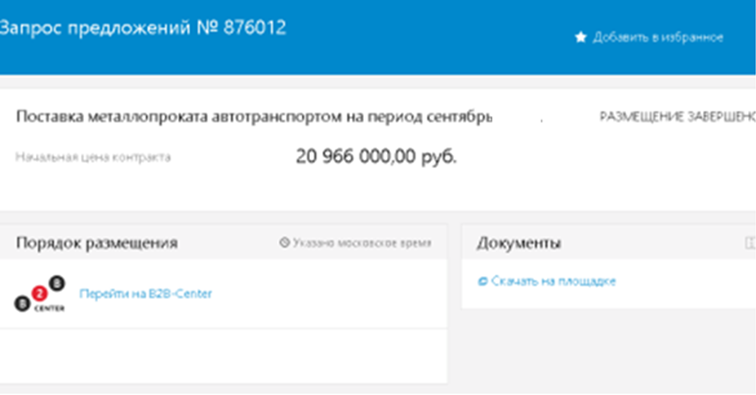 Запрос предложений № 876012
Добавить в избранное
Поставка металлопроката автотранспортом на период сентябрь
РАЗМЕЩЕНИЕ ЗАВЕРШЕНО
Начальная цена контракта
20 966 000,00 руб.
Порядок размещения
Указано московское время
Документы
B 2 B CENTER
Перейти на B2B-Center
Скачать на площадке